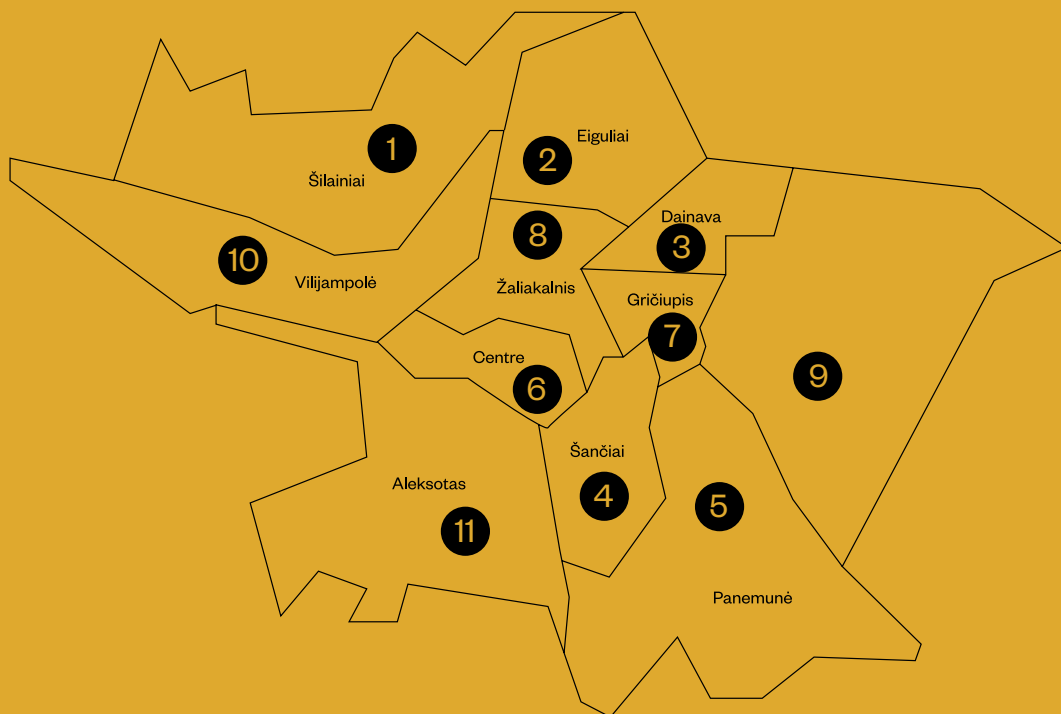 1
Šilainiai
2
Eiguliai
Dainava
3
8
Žaliakalnis
10
Vilijampolė
Gričiupis
7
Centre
6
9
Šančiai
4
5
Panemunė
Aleksotas
11